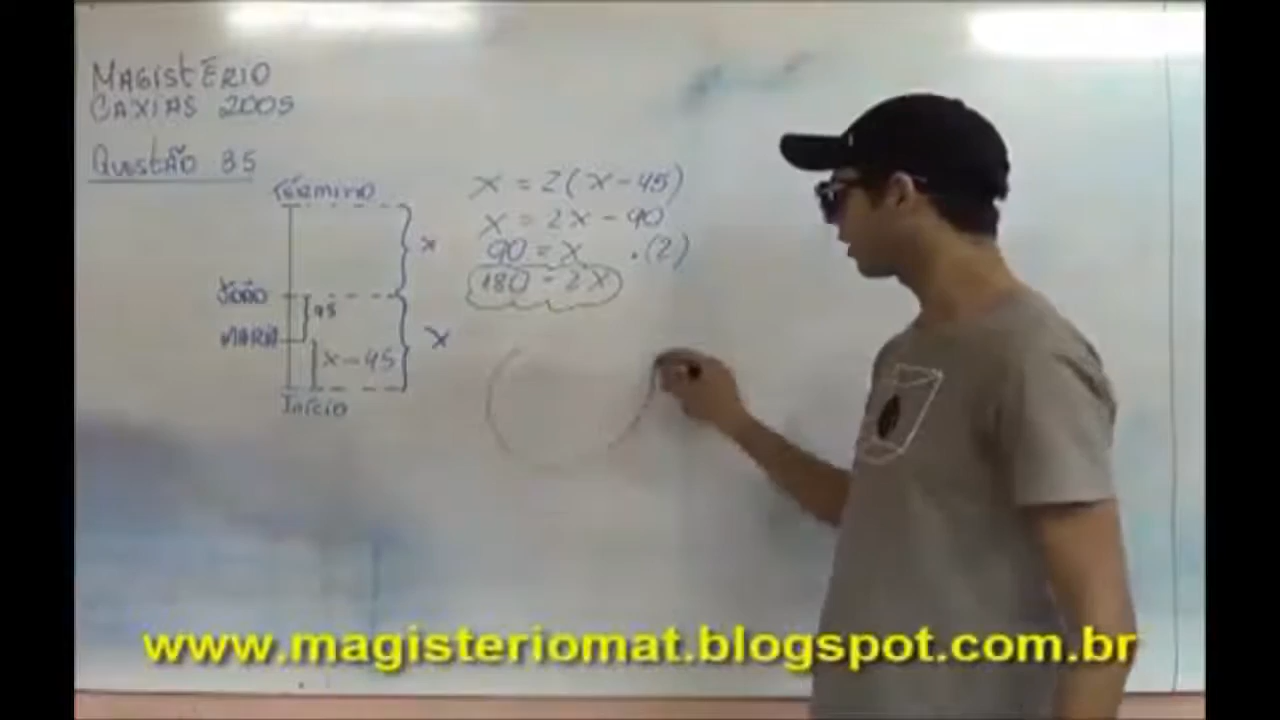 MAGISTÉRIO
CAXIAS 2005
QUESTÃO 35
TÉRMINO
x
JOÃO
45
MARIA
x - 45
x
INÍCIO
x = 2(x - 45)
x = 2x - 90
90 = x .(2)
180 = 2x
www.magisteriomat.blogspot.com.br